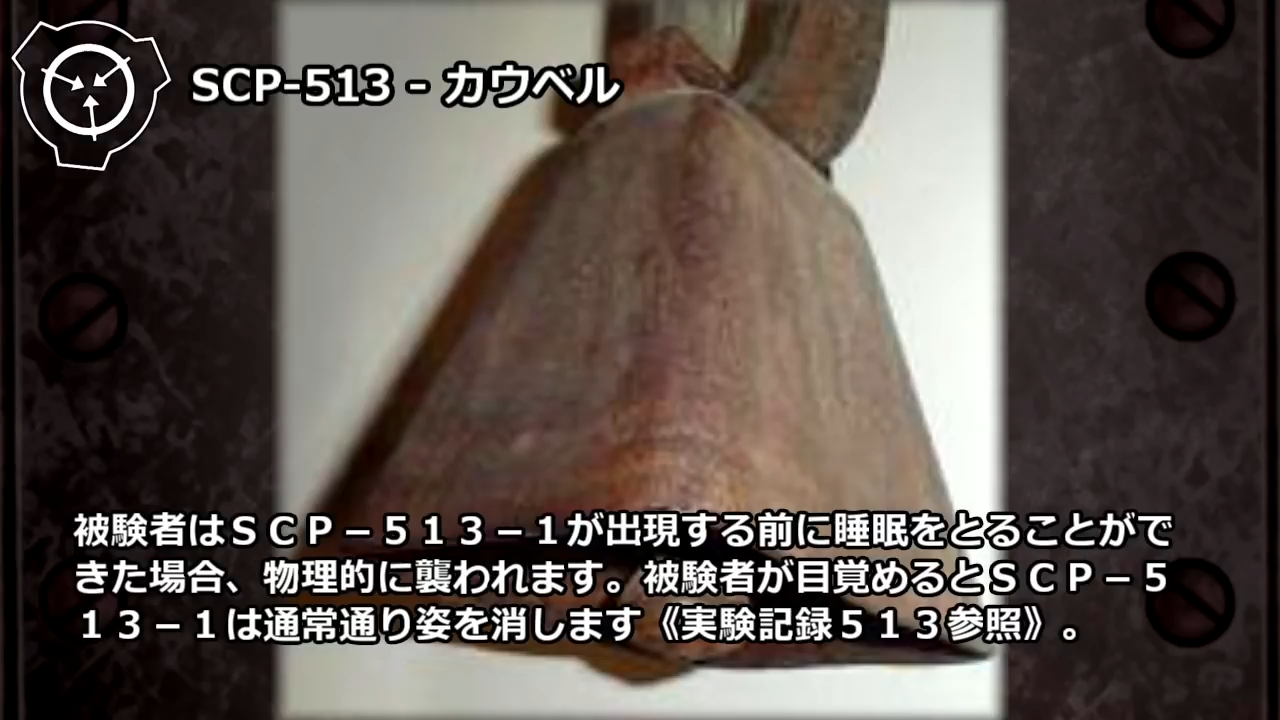 SCP-513 - カウベル
被験者はＳＣＰ－５１３－１が出現する前に睡眠をとることがで
きた場合、物理的に襲われます。被験者が目覚めるとＳＣＰ－５
１３－１は通常通り姿を消します《実験記録５１３参照》。